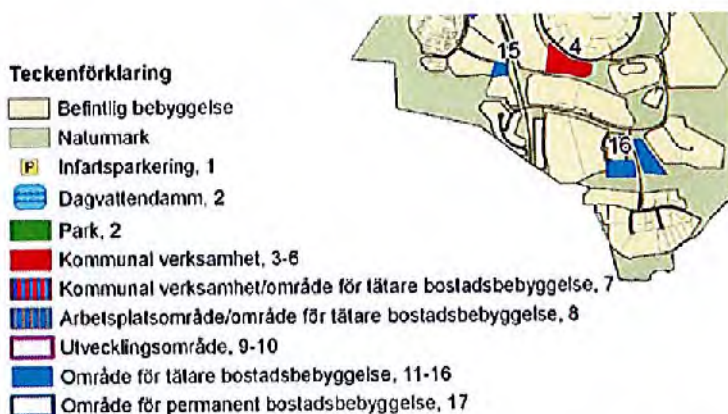 15
4
16
Teckenförklaring
Befintlig bebyggelse
Naturmark
P Infartsparkering, 1
Dagvattendamm, 2
Park, 2
Kommunal verksamhet, 3-6
Kommunal verksamhet/område för tätare bostadsbebyggelse, 7
Arbetsplatsområde/område för tätare bostadsbebyggelse, 8
Utvecklingsområde, 9-10
Område för tätare bostadsbebyggelse, 11-16
Område för permanent bostadsbebyggelse, 17